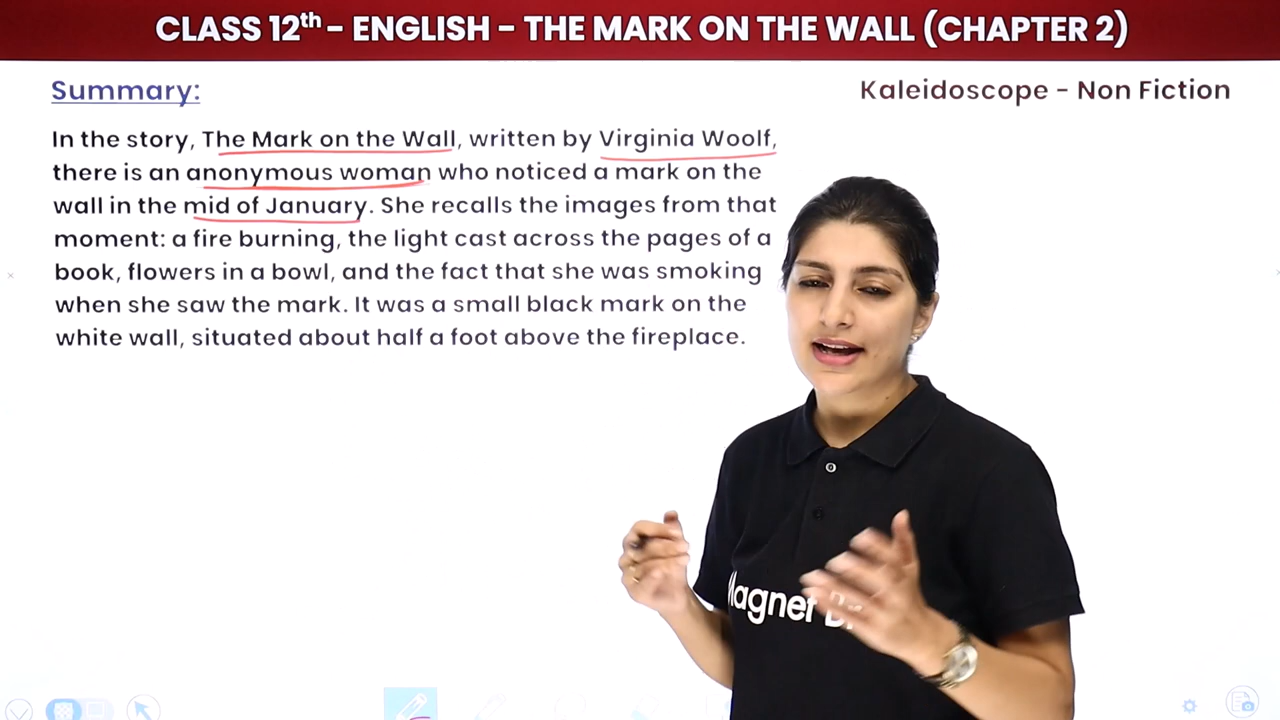 CLASS 12th - ENGLISH - THE MARK ON THE WALL (CHAPTER 2)
Summary:
Kaleidoscope - Non Fiction
In the story, The Mark on the Wall, written by Virginia Woolf,
there is an anonymous woman who noticed a mark on the
wall in the mid of January. She recalls the images from that
moment: a fire burning, the light cast across the pages of a
book, flowers in a bowl, and the fact that she was smoking
when she saw the mark. It was a small black mark on the
white wall, situated about half a foot above the fireplace.